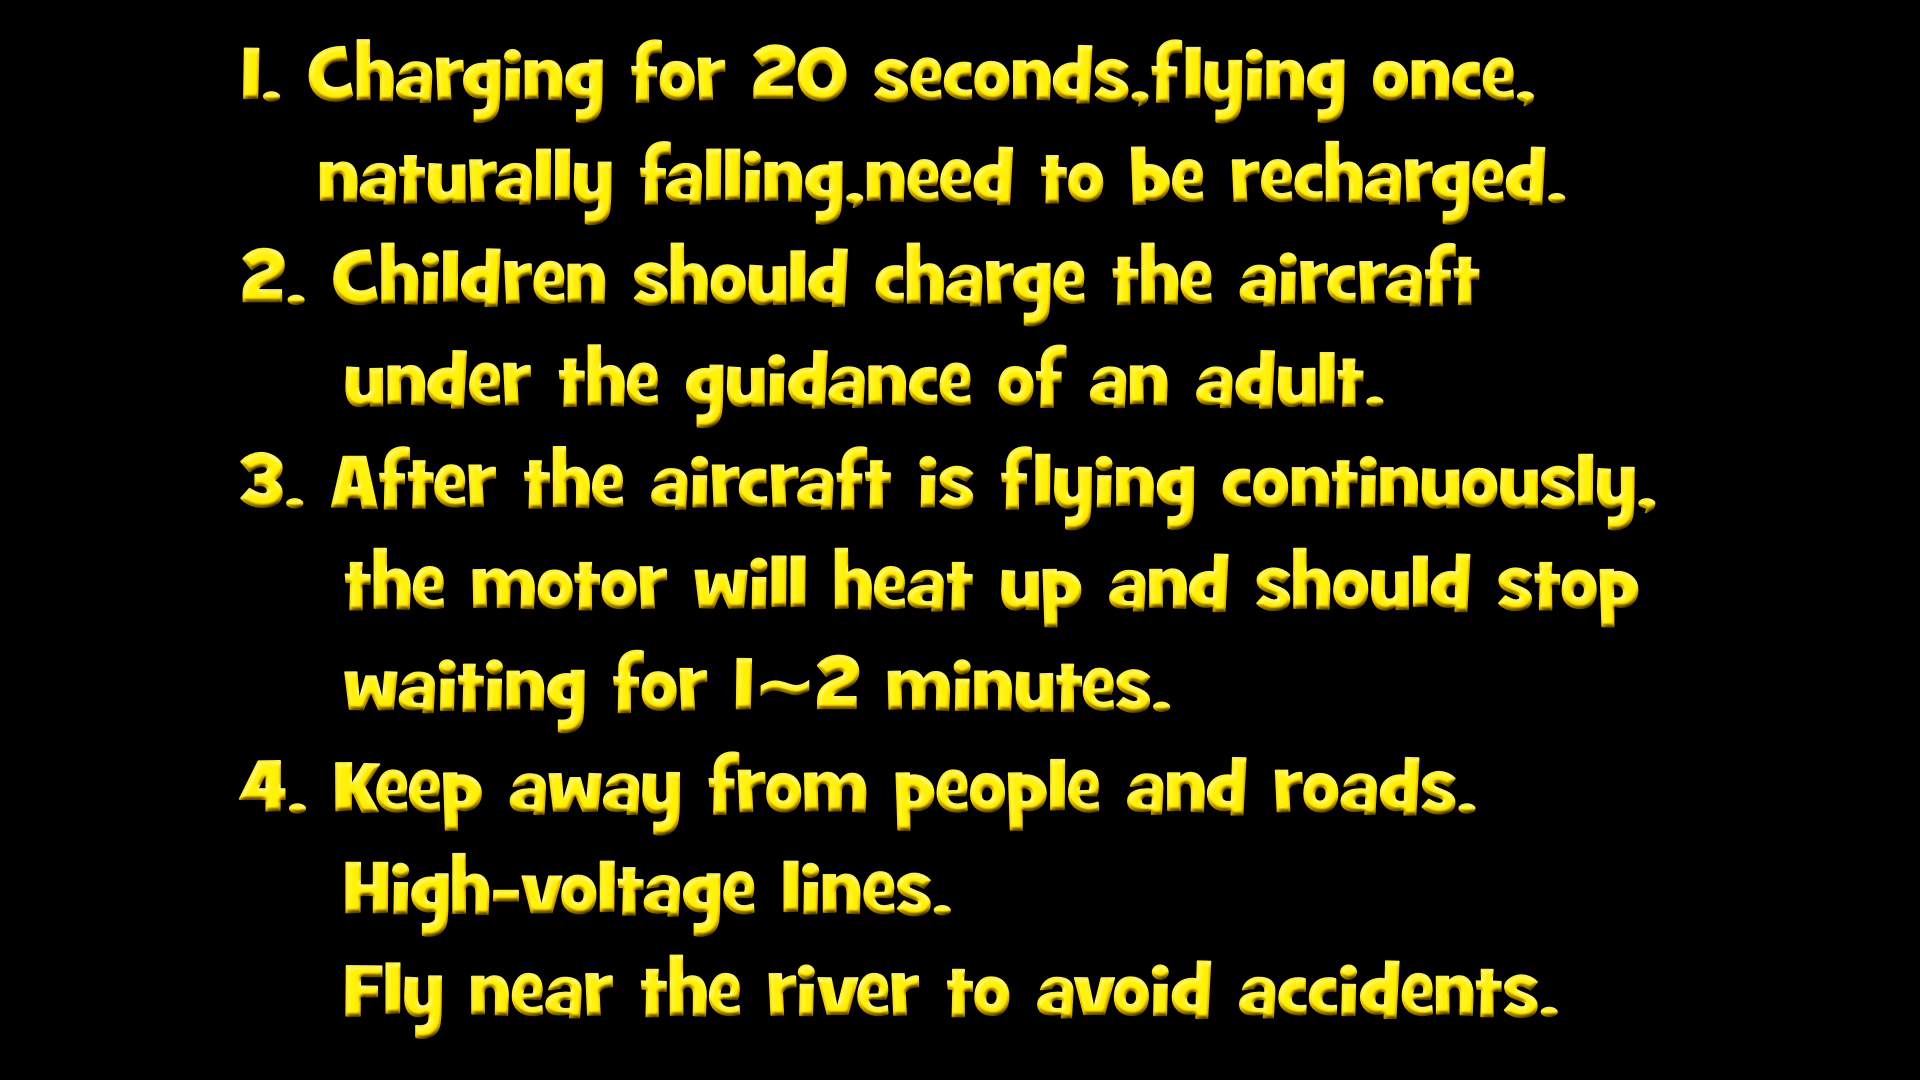 1. Charging for 20 seconds,flying once,
naturally falling,need to be recharged.
2. Children should charge the aircraft
under the guidance of an adult.
3. After the aircraft is flying continuously,
the motor will heat up and should stop
waiting for 1~2 minutes.
4. Keep away from people and roads.
High-voltage lines.
Fly near the river to avoid accidents.